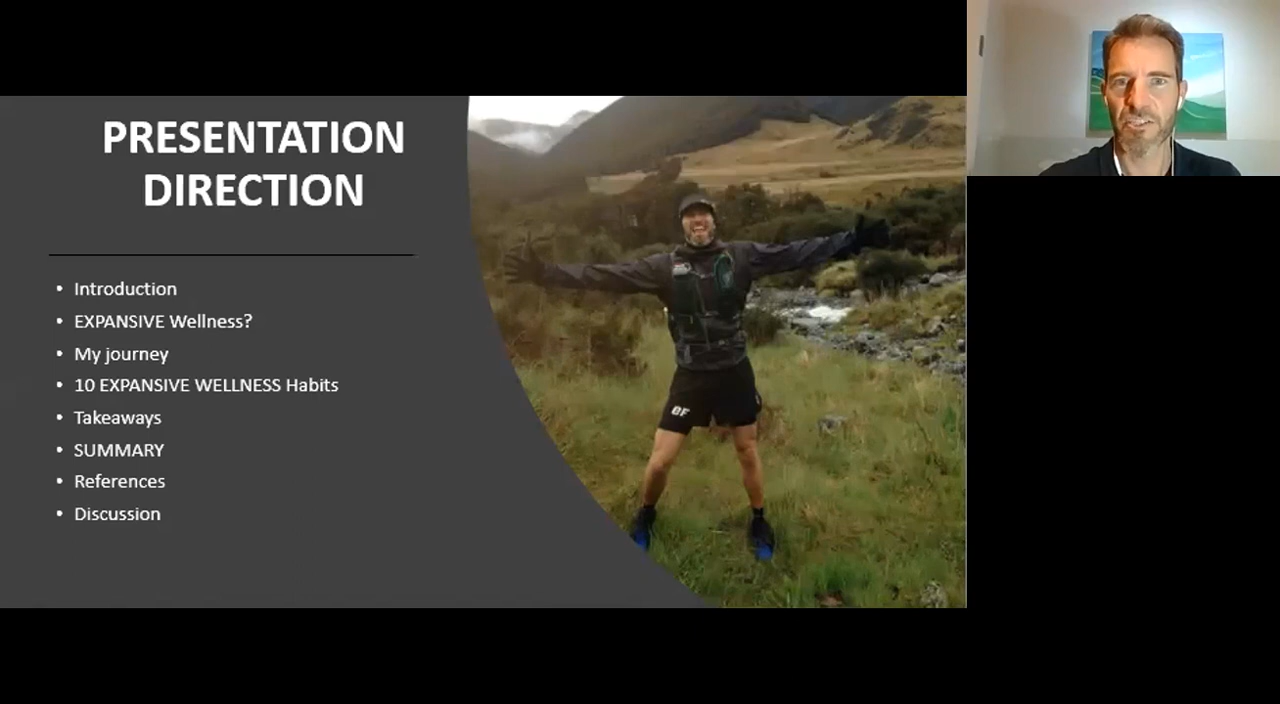 PRESENTATION
DIRECTION
• Introduction
• EXPANSIVE Wellness?
• My journey
• 10 EXPANSIVE WELLNESS Habits
• Takeaways
• SUMMARY
• References
• Discussion